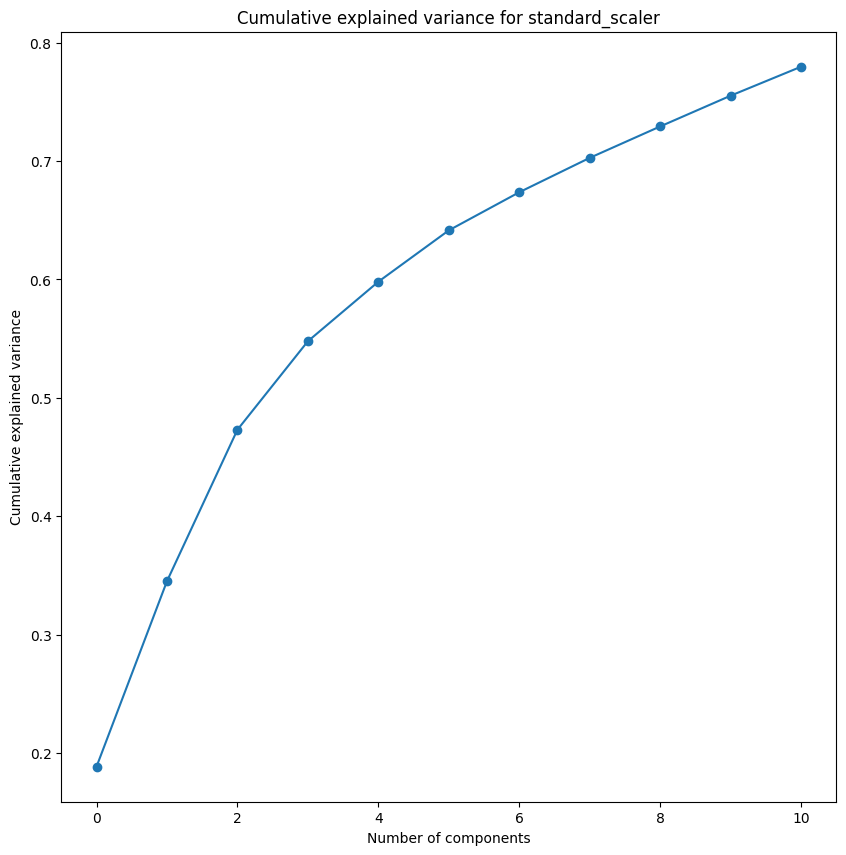 Cumulative explained variance for standard_scaler
0.8
0.7
0.6
0.5
0.4
0.3
0.2
Cumulative explained variance
0 2 4 6 8 10
Number of components